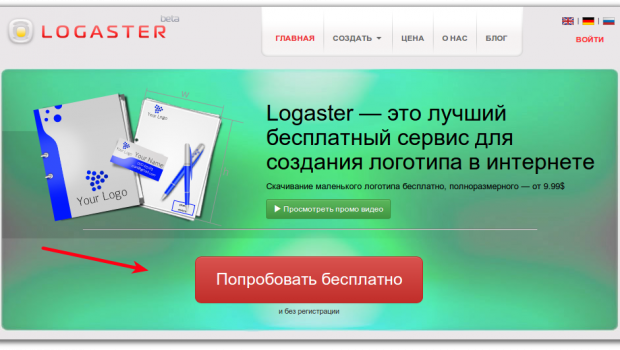 beta
LOGASTER
ГЛАВНАЯ
СОЗДАТЬ
ЦЕНА
О НАС
БЛОГ
ВОЙТИ
W
H
Your Logo
Your Name
Your Logo
Logaster — это лучший
бесплатный сервис для
создания логотипа в интернете
Скачивание маленького логотипа бесплатно, полноразмерного — от 9.99$
Просмотреть промо видео
Попробовать бесплатно
и без регистрации